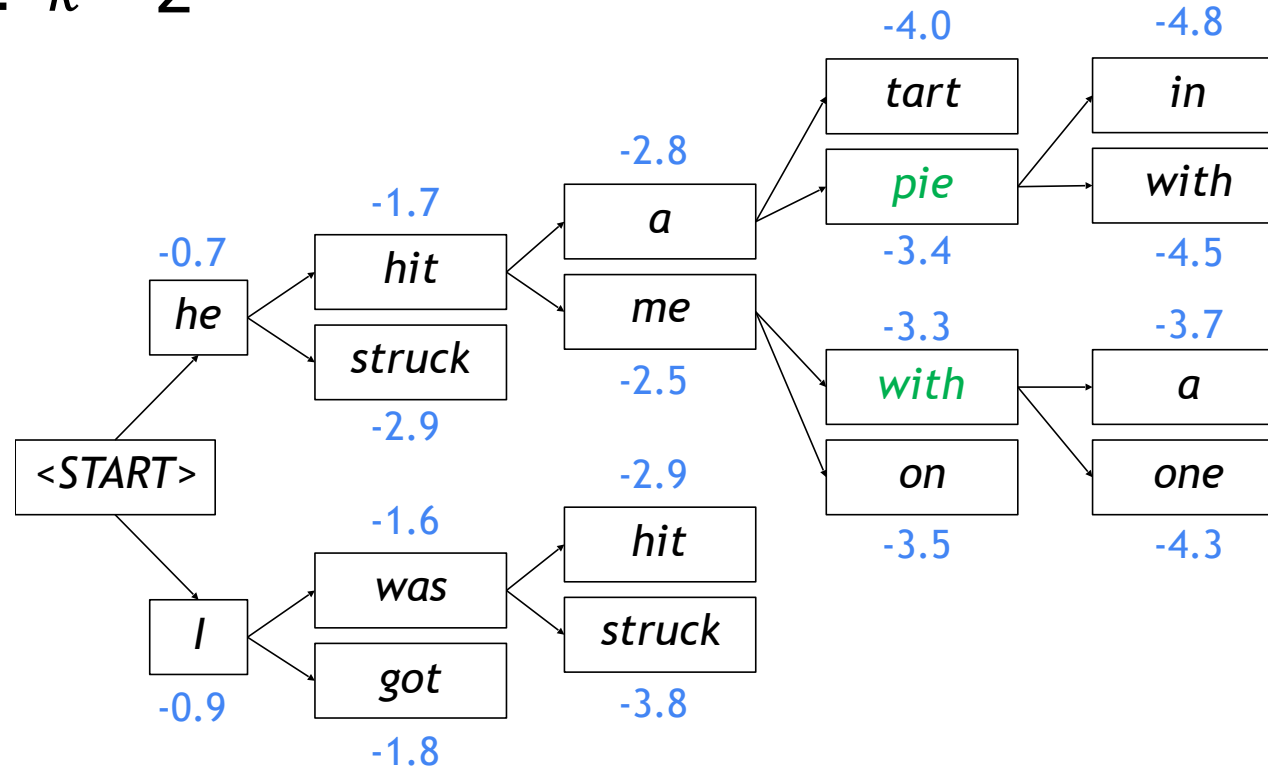 k = 2
-4.0
-4.8
tart
in
-2.8
pie
with
-1.7
a
-3.4
-4.5
-0.7
hit
me
-3.3
-3.7
he
struck
-2.5
with
a
-2.9
<START>
-2.9
on
one
-1.6
hit
-3.5
-4.3
was
I
struck
got
-0.9
-3.8
-1.8